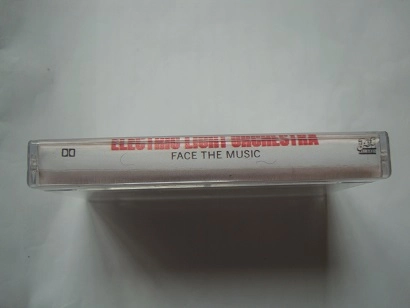 ELECTRIC LIGHT ORCHESTRA
FACE THE MUSIC